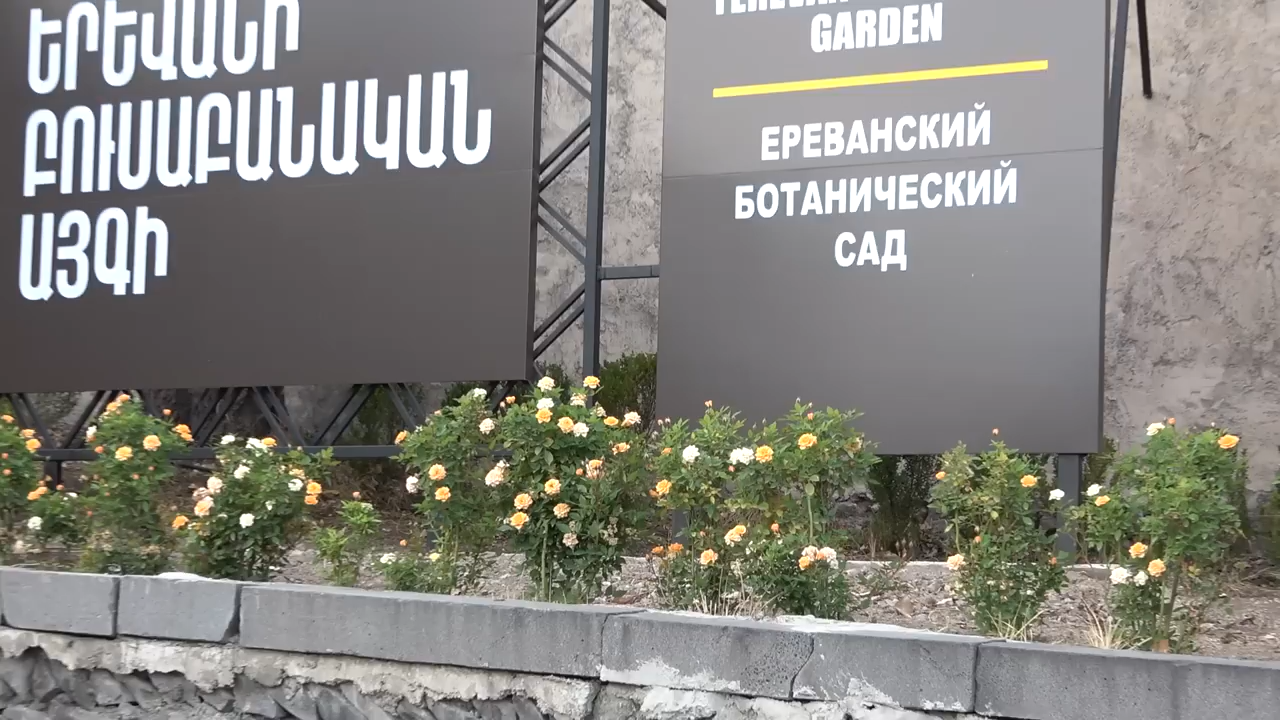 ԵՐԵՎԱՆԻ
ԲՈՒՍԱԲԱՆԱԿԱՆ
ԱՅԳԻ
GARDEN
ЕРЕВАНСКИЙ
БОТАНИЧЕСКИЙ
САД